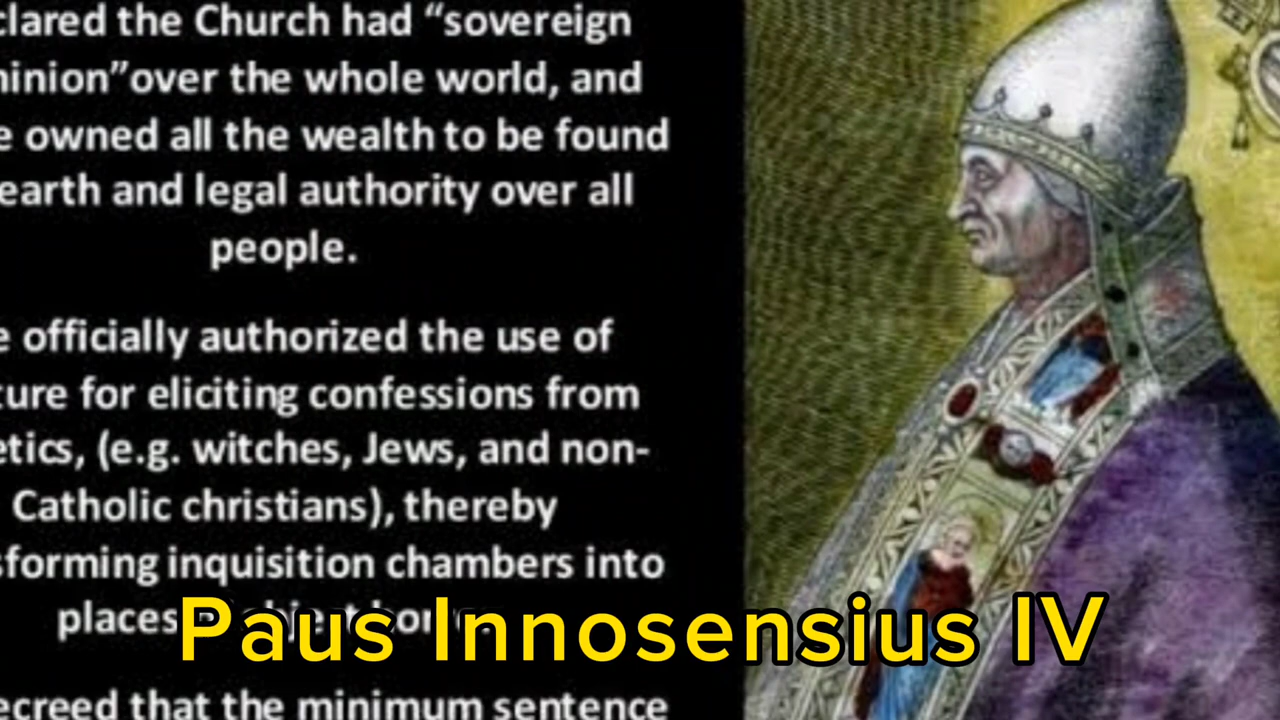 clared the Church had “sovereign
minion”over the whole world, and
e owned all the wealth to be found
earth and legal authority over all
people.
e officially authorized the use of
ture for eliciting confessions from
etics, (e.g. witches, Jews, and non-
Catholic christians), thereby
sforming inquisition chambers into
places
Paus Innosensius IV
ecreed that the minimum sentence